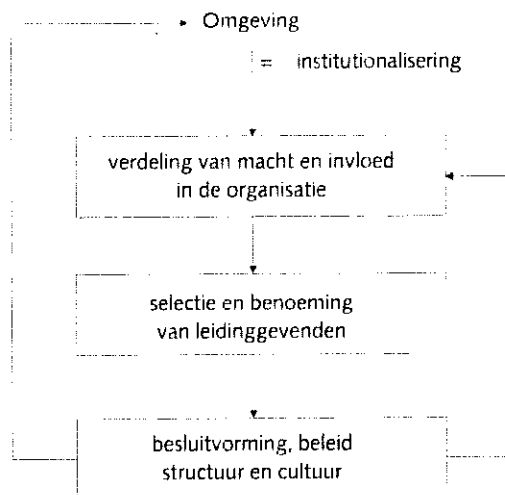 Omgeving
= institutionalisering
verdeling van macht en invloed
in de organisatie
selectie en benoeming
van leidinggevenden
besluitvorming, beleid
structuur en cultuur